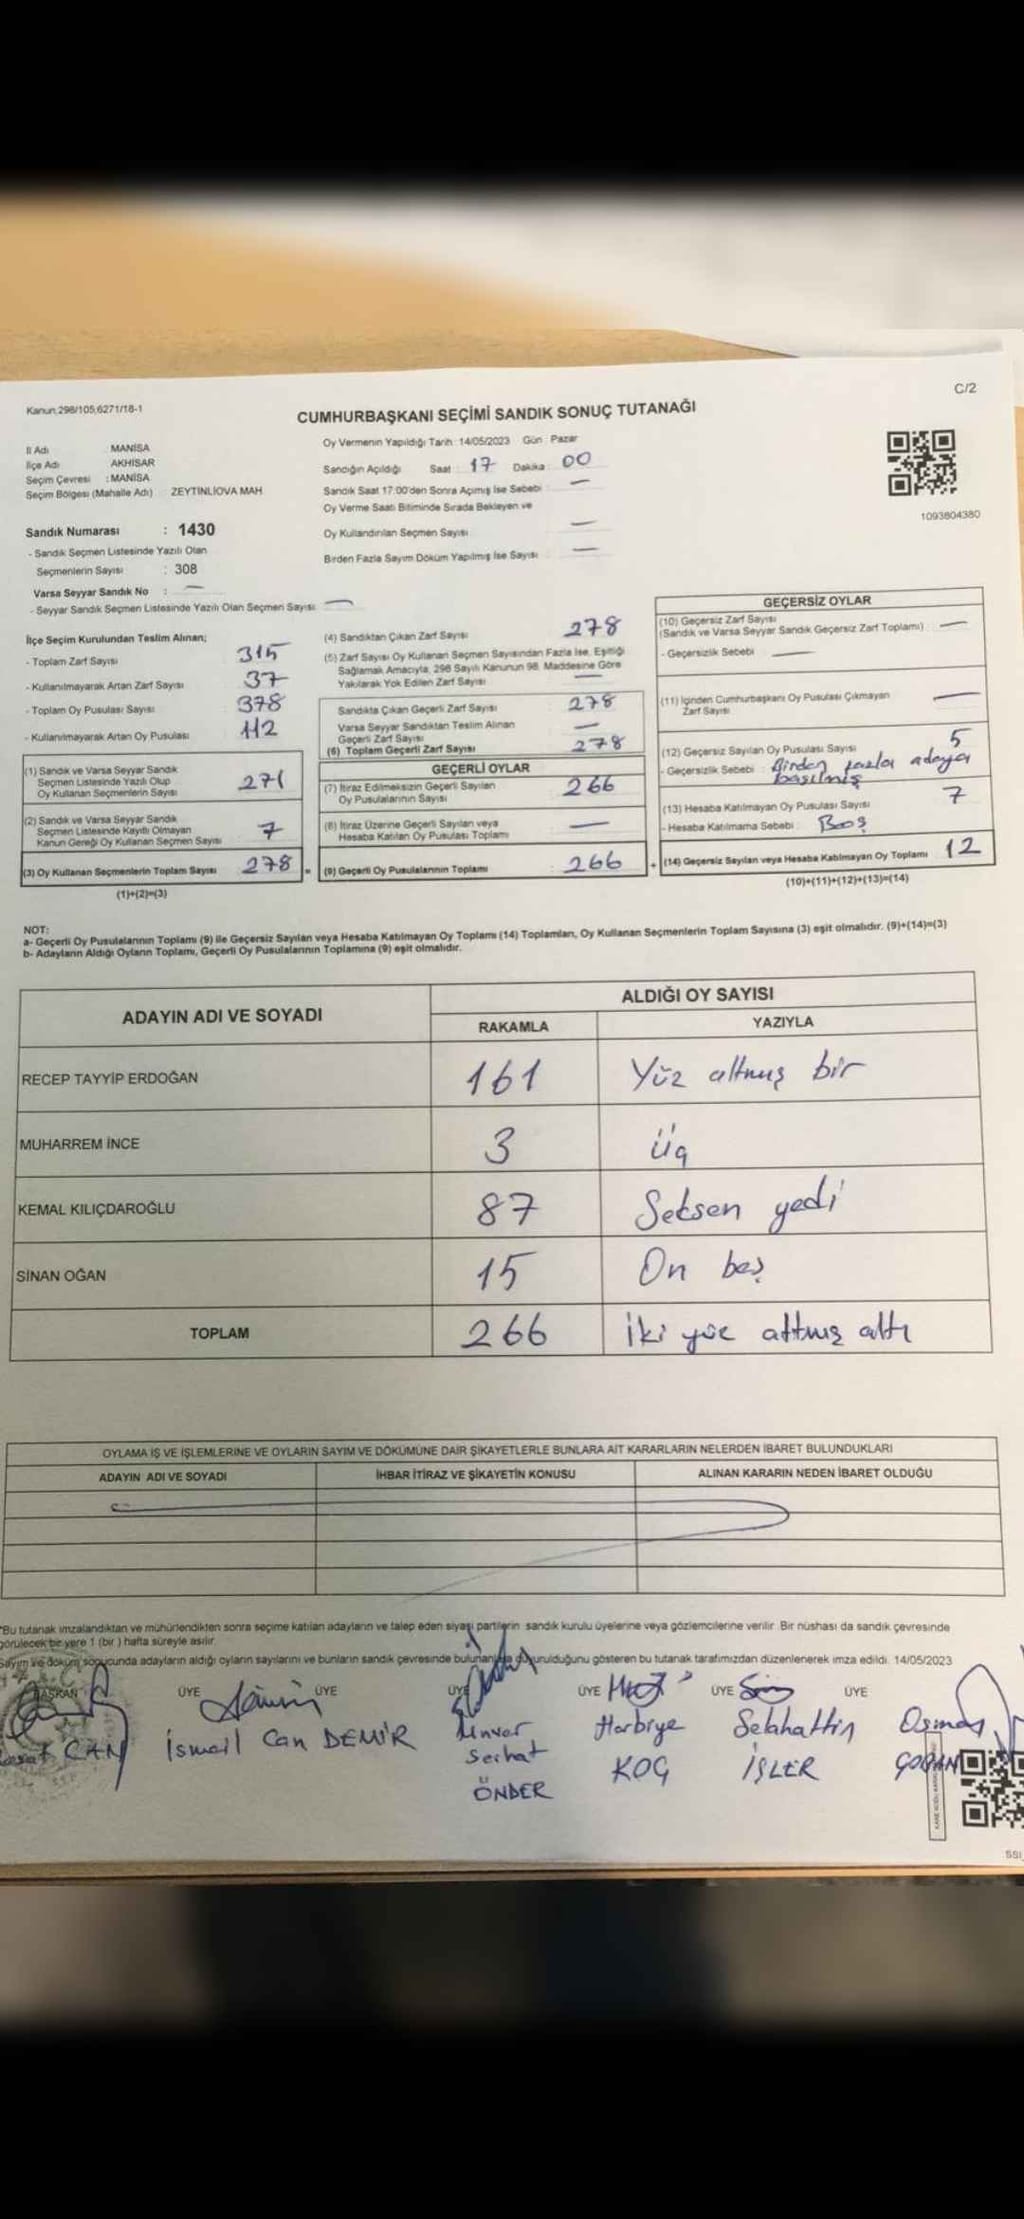 C/2
Kanun;298/105,6271/18-1
CUMHURBAŞKANI SEÇİMİ SANDIK SONUÇ TUTANAĞI
İl Adı MANİSA
İlçe Adı AKHİSAR
Seçim Çevresi : MANİSA
Seçim Bölgesi (Mahalle Adı) ZEYTİNLİOVA MAH
Oy Vermenin Yapıldığı Tarih : 14/05/2023 Gün : Pazar
Sandığın Açıldığı Saat : 17 Dakika : 00
Sandık Saat 17:00'den Sonra Açımış İse Sebebi : —
Oy Verme Saati Bitiminde Sırada Bekleyen ve
Oy Kullandırılan Seçmen Sayısı —
Birden Fazla Sayım Döküm Yapılmış İse Sayısı —
1093804380
Sandık Numarası : 1430
- Sandık Seçmen Listesinde Yazılı Olan
Seçmenlerin Sayısı : 308
Varsa Seyyar Sandık No : —
- Seyyar Sandık Seçmen Listesinde Yazılı Olan Seçmen Sayısı: —
İlçe Seçim Kurulundan Teslim Alınan;
- Toplam Zarf Sayısı 315
- Kullanılmayarak Artan Zarf Sayısı 37
- Toplam Oy Pusulası Sayısı 378
- Kullanılmayarak Artan Oy Pusulası 112
(1) Sandık ve Varsa Seyyar Sandık
Seçmen Listesinde Yazılı Olup
Oy Kullanan Seçmenlerin Sayısı 271
(2) Sandık ve Varsa Seyyar Sandık
Seçmen Listesinde Kayıtlı Olmayan
Kanun Gereği Oy Kullanan Seçmen Sayısı 7
(3) Oy Kullanan Seçmenlerin Toplam Sayısı 278 =
(1)+(2)=(3)
(4) Sandıktan Çıkan Zarf Sayısı 278
(5) Zarf Sayısı Oy Kullanan Seçmen Sayısından Fazla İse, Eşitliği
Sağlamak Amacıyla, 298 Sayılı Kanunun 98. Maddesine Göre
Yakılarak Yok Edilen Zarf Sayısı —
Sandıkta Çıkan Geçerli Zarf Sayısı 278
Varsa Seyyar Sandıktan Teslim Alınan
Geçerli Zarf Sayısı —
(6) Toplam Geçerli Zarf Sayısı 278
GEÇERLİ OYLAR
(7) İtiraz Edilmeksizin Geçerli Sayılan
Oy Pusulalarının Sayısı 266
(8) İtiraz Üzerine Geçerli Sayılan veya
Hesaba Katılan Oy Pusulası Toplamı —
(9) Geçerli Oy Pusulalarının Toplamı : 266 +
GEÇERSİZ OYLAR
(10) Geçersiz Zarf Sayısı
(Sandık ve Varsa Seyyar Sandık Geçersiz Zarf Toplamı) : —
- Geçersizlik Sebebi : —
(11) İçinden Cumhurbaşkanı Oy Pusulası Çıkmayan
Zarf Sayısı —
(12) Geçersiz Sayılan Oy Pusulası Sayısı 5
- Geçersizlik Sebebi : Birden fazla adaya
basılmış
(13) Hesaba Katılmayan Oy Pusulası Sayısı 7
- Hesaba Katılmama Sebebi : Boş
(14) Geçersiz Sayılan veya Hesaba Katılmayan Oy Toplamı 12
(10)+(11)+(12)+(13)=(14)
NOT:
a- Geçerli Oy Pusulalarının Toplamı (9) ile Geçersiz Sayılan veya Hesaba Katılmayan Oy Toplamı (14) Toplamları, Oy Kullanan Seçmenlerin Toplam Sayısına (3) eşit olmalıdır. (9)+(14)=(3)
b- Adayların Aldığı Oyların Toplamı, Geçerli Oy Pusulalarının Toplamına (9) eşit olmalıdır.
ADAYIN ADI VE SOYADI ALDIĞI OY SAYISI
RAKAMLA YAZIYLA
RECEP TAYYİP ERDOĞAN 161 Yüz altmış bir
MUHARREM İNCE 3 Üç
KEMAL KILIÇDAROĞLU 87 Seksen yedi
SİNAN OĞAN 15 On beş
TOPLAM 266 İki yüz altmış altı
OYLAMA İŞ VE İŞLEMLERİNE VE OYLARIN SAYIM VE DÖKÜMÜNE DAİR ŞİKAYETLERLE BUNLARA AİT KARARLARIN NELERDEN İBARET BULUNDUKLARI
ADAYIN ADI VE SOYADI İHBAR İTİRAZ VE ŞİKAYETİN KONUSU ALINAN KARARIN NEDEN İBARET OLDUĞU
*Bu tutanak imzalandıktan ve mühürlendikten sonra seçime katılan adayların ve talep eden siyasi partilerin sandık kurulu üyelerine veya gözlemcilerine verilir. Bir nüshası da sandık çevresinde
görülecek bir yere 1 (bir ) hafta süreyle asılır.
Sayım ve döküm sonucunda adayların aldığı oyların sayılarını ve bunların sandık çevresinde bulunanlara duyurulduğunu gösteren bu tutanak tarafımızdan düzenlenerek imza edildi. 14/05/2023
BAŞKAN ÜYE ÜYE ÜYE ÜYE ÜYE ÜYE
CAN İsmail Can DEMİR Serhat ÖNDER Harbiye KOÇ Selahattin İŞLER Osman ÇOBAN
SSI